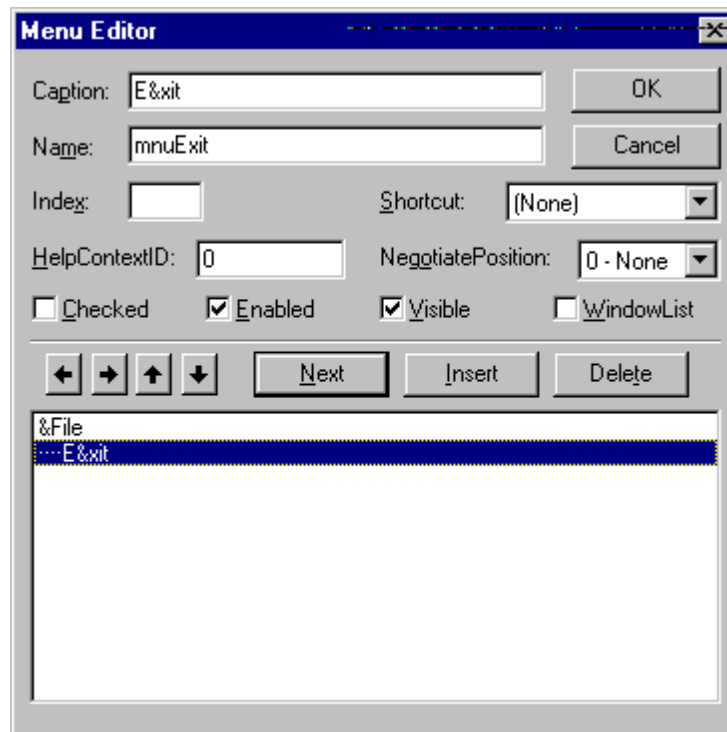 Menu Editor
Caption: E&xit OK
Name: mnuExit Cancel
Index: Shortcut: (None)
HelpContextID: 0 NegotiatePosition: 0 - None
Checked Enabled Visible WindowList
Next Insert Delete
&File
····E&xit